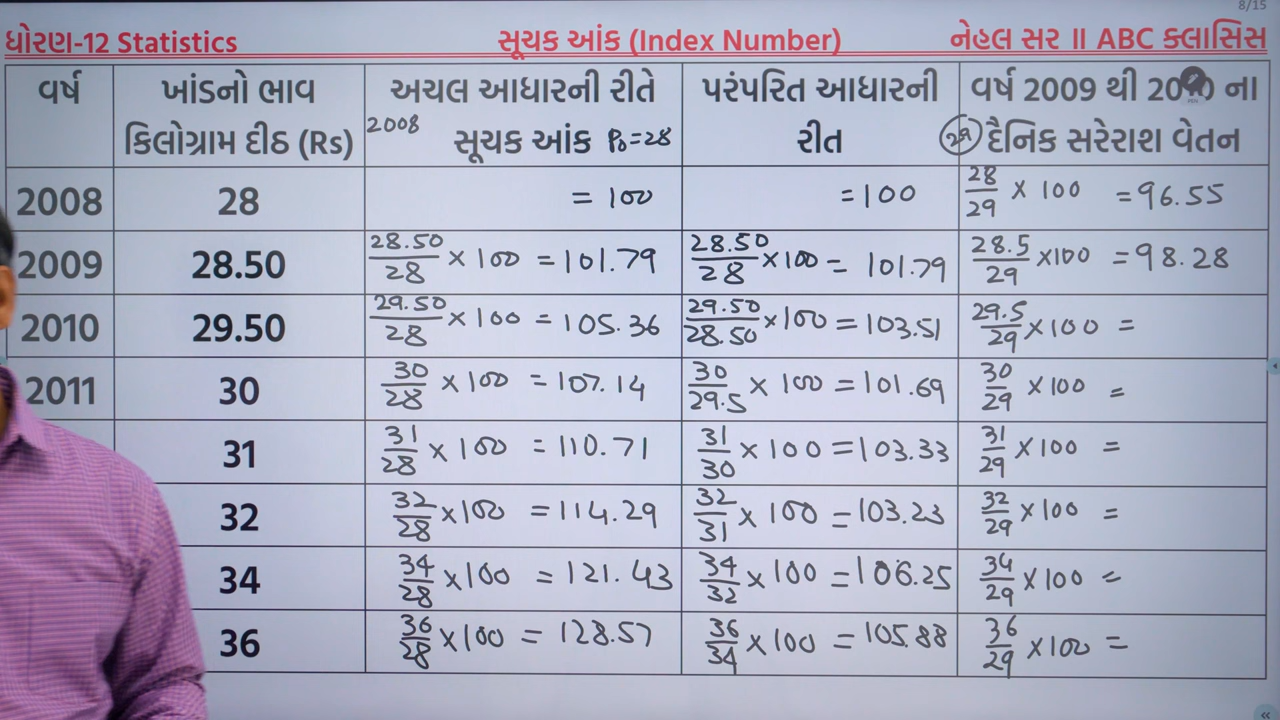 8/15
ધોરણ-12 Statistics સૂચક આંક (Index Number) નેહલ સર ॥ ABC ક્લાસિસ
વર્ષ ખાંડનો ભાવ અચલ આધારની રીતે પરંપરિત આધારની વર્ષ 2009 થી ના
કિલોગ્રામ દીઠ (Rs) 2008 સૂચક આંક P₀=28 રીત 29 દૈનિક સરેરાશ વેતન
2008 28 = 100 = 100 28/29 × 100 = 96.55
2009 28.50 28.50/28 × 100 = 101.79 28.50/28 × 100 = 101.79 28.5/29 × 100 = 98.28
2010 29.50 29.50/28 × 100 = 105.36 29.50/28.50 × 100 = 103.51 29.5/29 × 100 =
2011 30 30/28 × 100 = 107.14 30/29.5 × 100 = 101.69 30/29 × 100 =
31 31/28 × 100 = 110.71 31/30 × 100 = 103.33 31/29 × 100 =
32 32/28 × 100 = 114.29 32/31 × 100 = 103.23 32/29 × 100 =
34 34/28 × 100 = 121.43 34/32 × 100 = 106.25 34/29 × 100 =
36 36/28 × 100 = 128.57 36/34 × 100 = 105.88 36/29 × 100 =